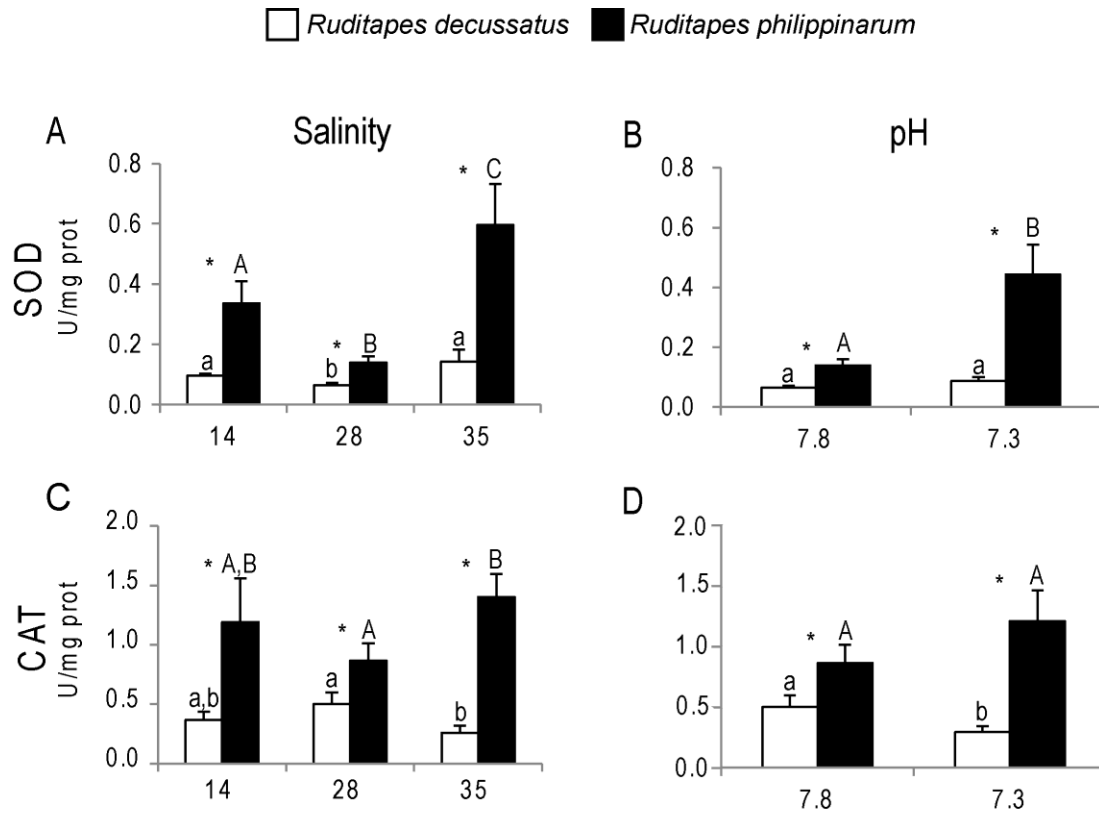 Ruditapes decussatus Ruditapes philippinarum
A Salinity
SOD
U/mg prot
0.8
0.6
0.4
0.2
0.0
* A
a
* B
b
* C
a
14 28 35
B pH
0.8
0.6
0.4
0.2
0.0
* A
a
* B
a
7.8 7.3
C
CAT
U/mg prot
2.0
1.5
1.0
0.5
0.0
* A,B
a,b
* A
a
* B
b
14 28 35
D
2.0
1.5
1.0
0.5
0.0
* A
a
* A
b
7.8 7.3